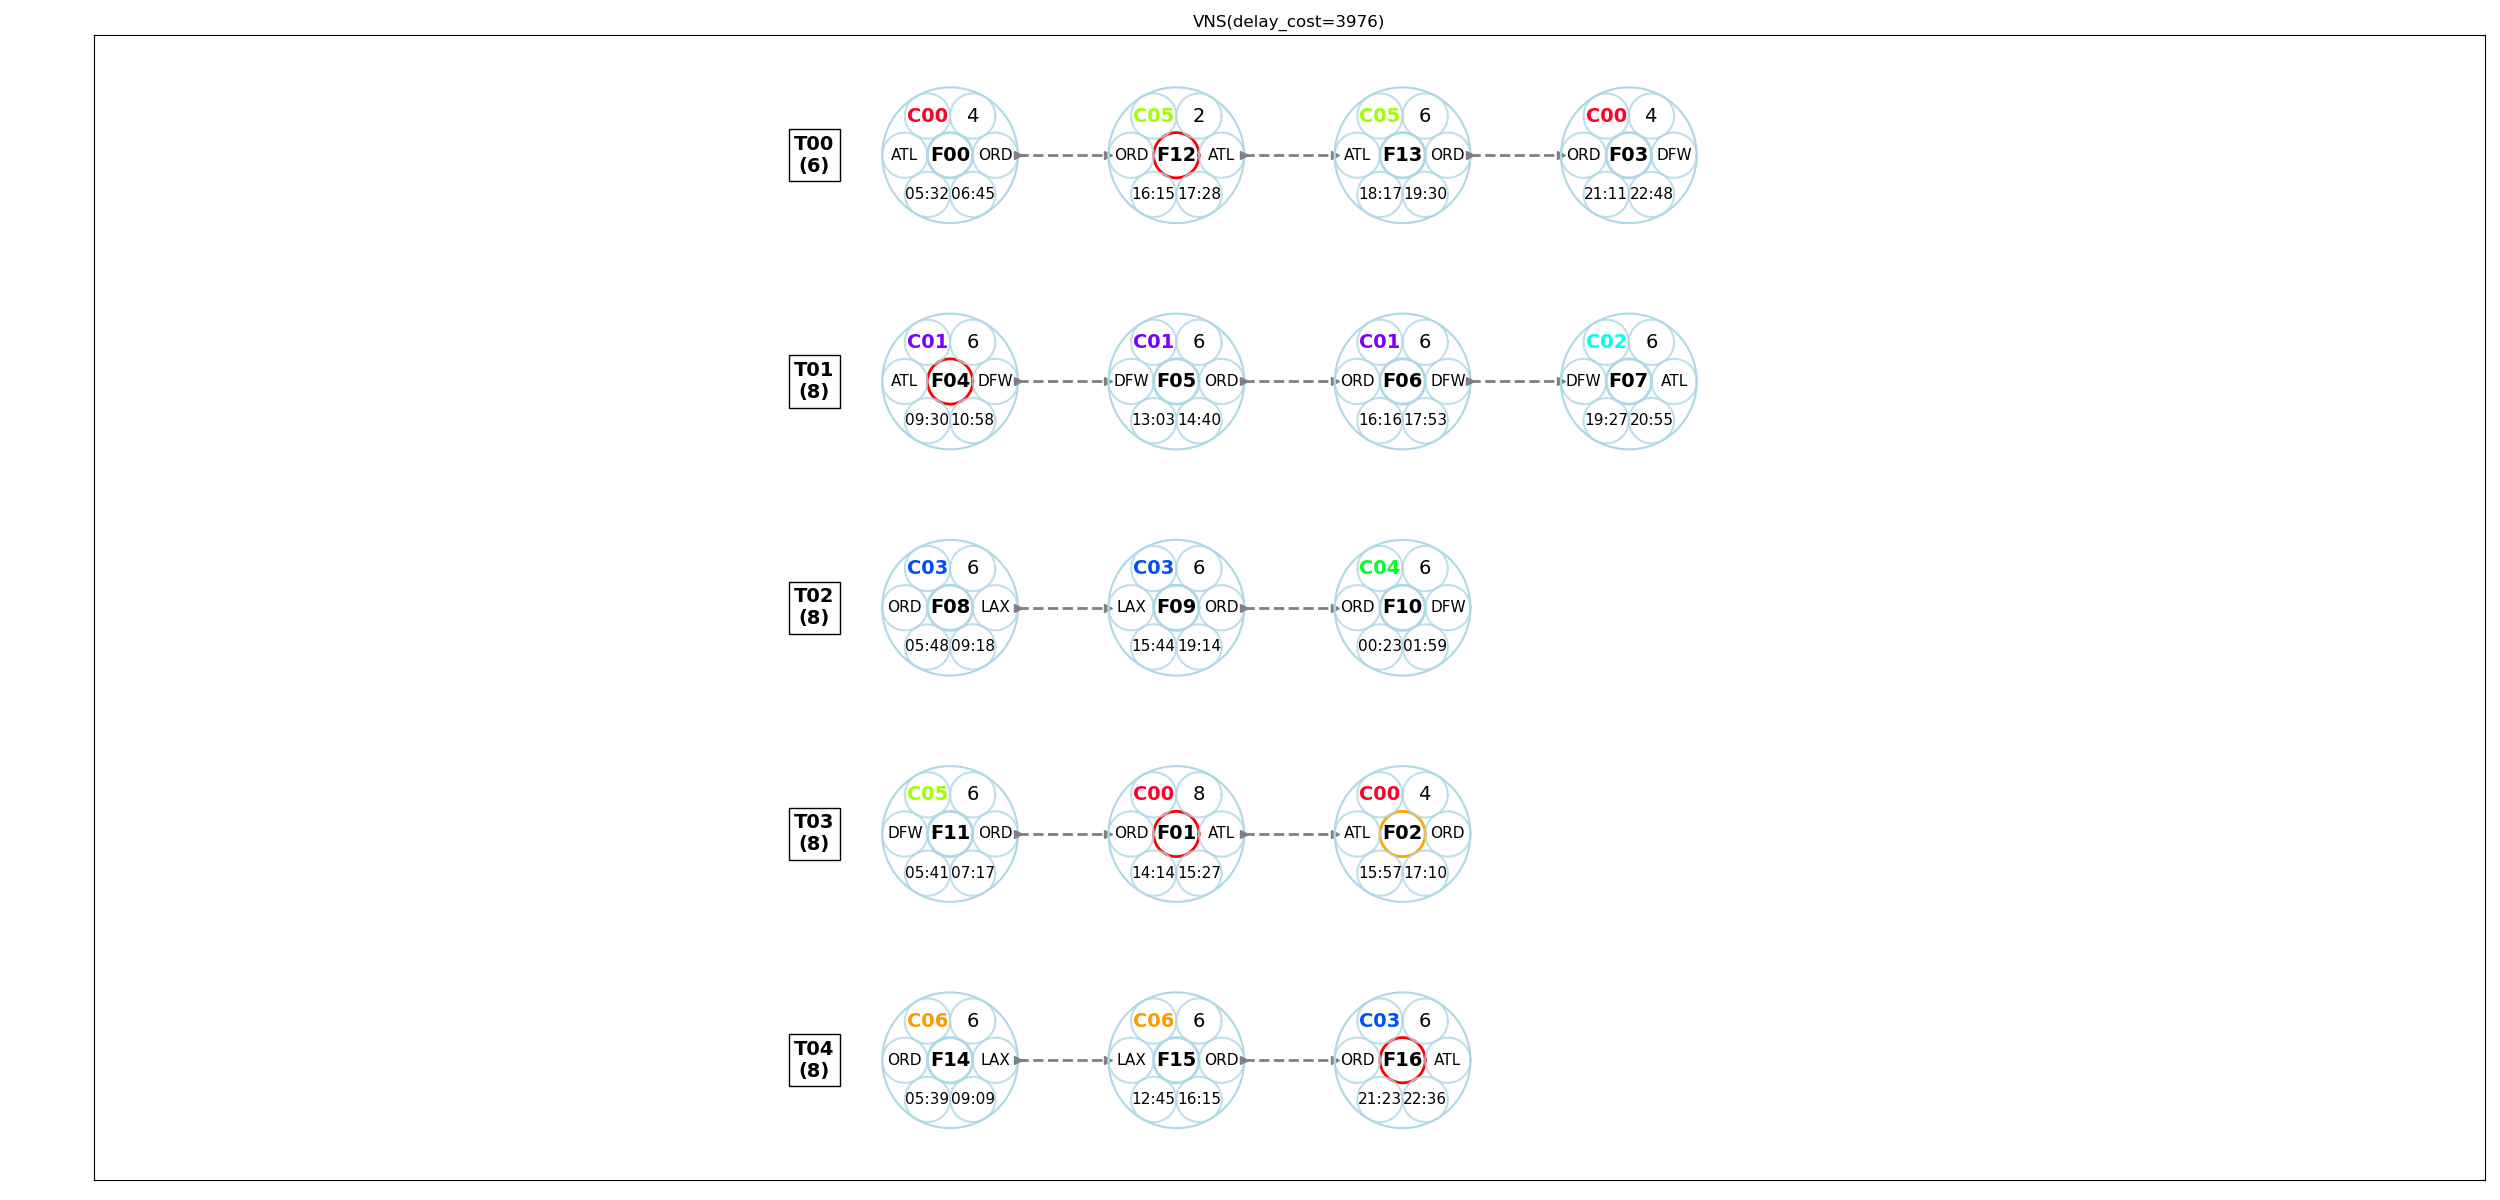 VNS(delay_cost=3976)
C00 4 C05 2 C05 6 C00 4
T00
(6)
ATL F00 ORD ORD F12 ATL ATL F13 ORD ORD F03 DFW
05:32 06:45 16:15 17:28 18:17 19:30 21:11 22:48
C01 6 C01 6 C01 6 C02 6
T01
(8)
ATL F04 DFW DFW F05 ORD ORD F06 DFW DFW F07 ATL
09:30 10:58 13:03 14:40 16:16 17:53 19:27 20:55
C03 6 C03 6 C04 6
T02
(8)
ORD F08 LAX LAX F09 ORD ORD F10 DFW
05:48 09:18 15:44 19:14 00:23 01:59
C05 6 C00 8 C00 4
T03
(8)
DFW F11 ORD ORD F01 ATL ATL F02 ORD
05:41 07:17 14:14 15:27 15:57 17:10
C06 6 C06 6 C03 6
T04
(8)
ORD F14 LAX LAX F15 ORD ORD F16 ATL
05:39 09:09 12:45 16:15 21:23 22:36